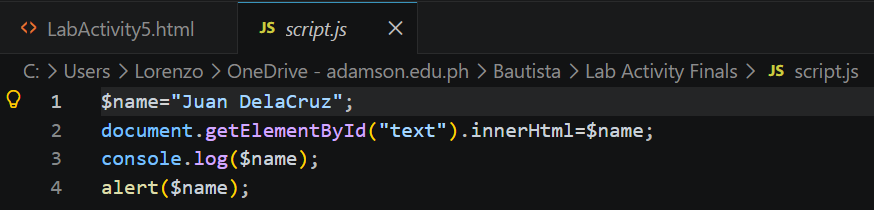 <> LabActivity5.html JS script.js ×
C: > Users > Lorenzo > OneDrive - adamson.edu.ph > Bautista > Lab Activity Finals > JS script.js
1 $name="Juan DelaCruz";
2 document.getElementById("text").innerHtml=$name;
3 console.log($name);
4 alert($name);